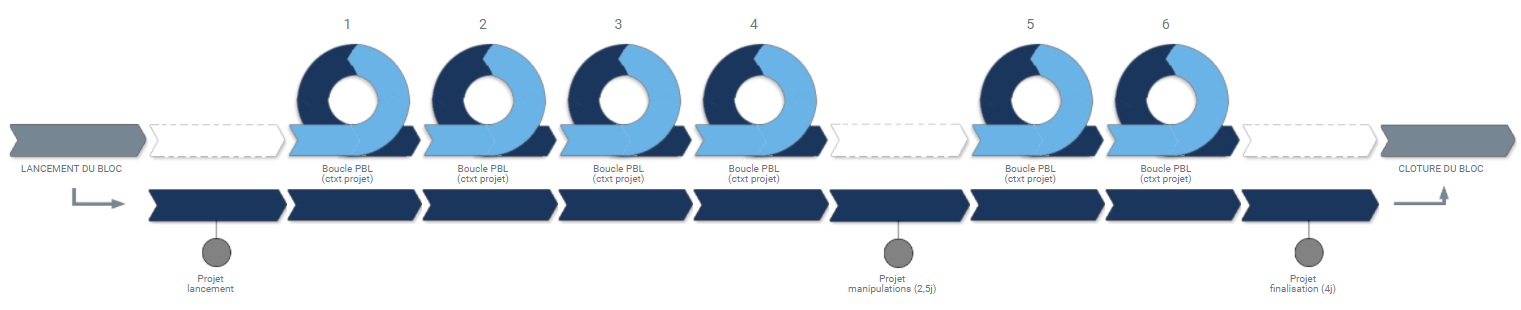 1
2
3
4
5
6
LANCEMENT DU BLOC
Boucle PBL
(ctxt projet)
Boucle PBL
(ctxt projet)
Boucle PBL
(ctxt projet)
Boucle PBL
(ctxt projet)
Boucle PBL
(ctxt projet)
Boucle PBL
(ctxt projet)
CLOTURE DU BLOC
Projet
lancement
Projet
manipulations (2,5j)
Projet
finalisation (4j)